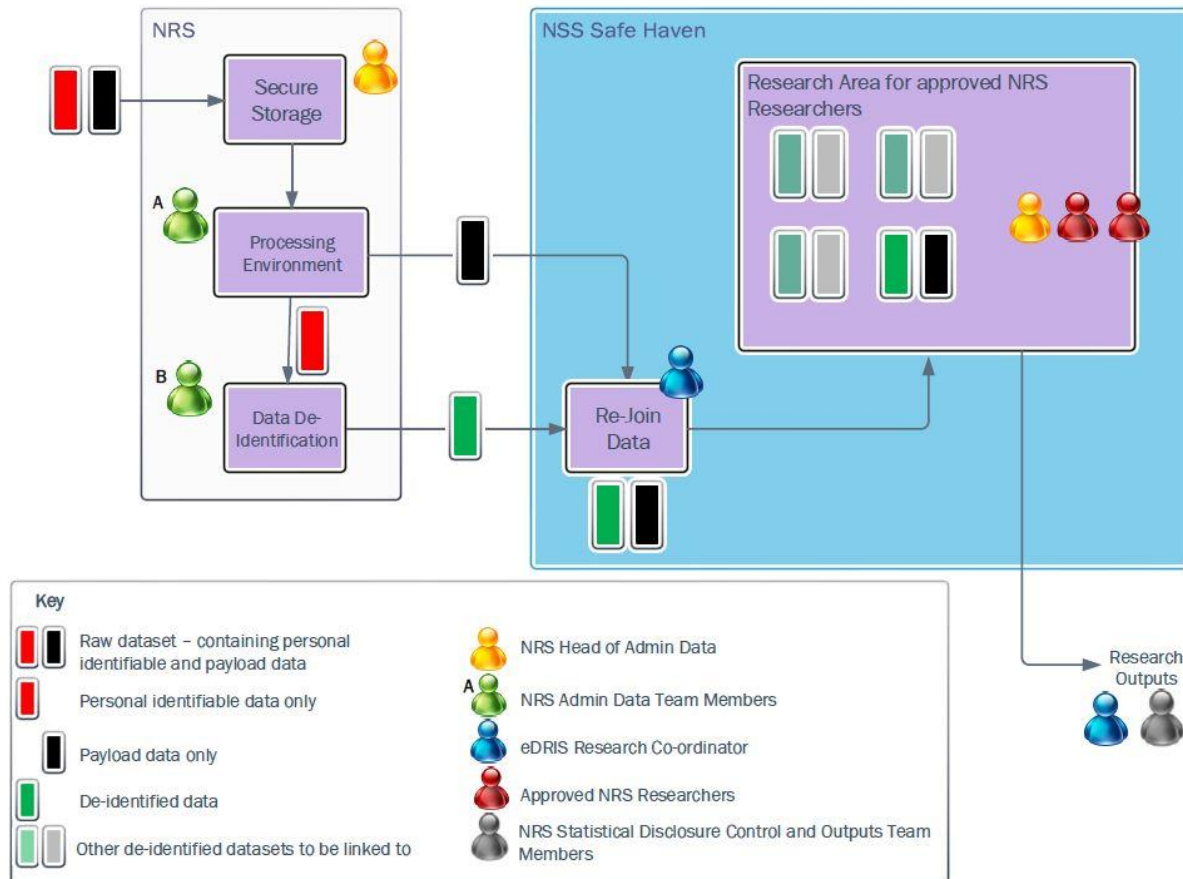 NRS
Secure
Storage
A
Processing
Environment
B
Data De-
Identification
NSS Safe Haven
Research Area for approved NRS
Researchers
Re-Join
Data
Research
Outputs
Key
Raw dataset – containing personal
identifiable and payload data
Personal identifiable data only
Payload data only
De-identified data
Other de-identified datasets to be linked to
NRS Head of Admin Data
A
NRS Admin Data Team Members
eDRIS Research Co-ordinator
Approved NRS Researchers
NRS Statistical Disclosure Control and Outputs Team
Members